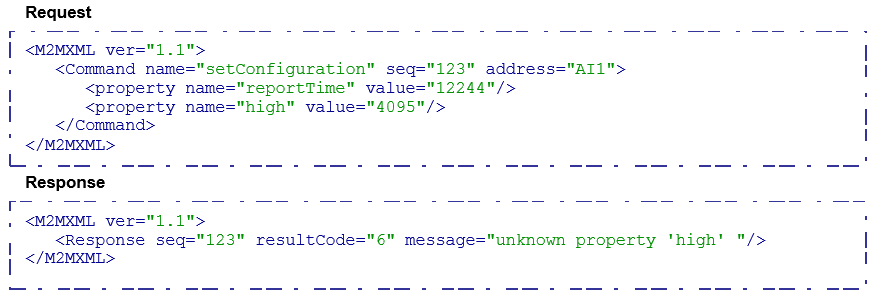 Request
<M2MXML ver="1.1">
<Command name="setConfiguration" seq="123" address="AI1">
<property name="reportTime" value="12244"/>
<property name="high" value="4095"/>
</Command>
</M2MXML>
Response
<M2MXML ver="1.1">
<Response seq="123" resultCode="6" message="unknown property 'high' "/>
</M2MXML>